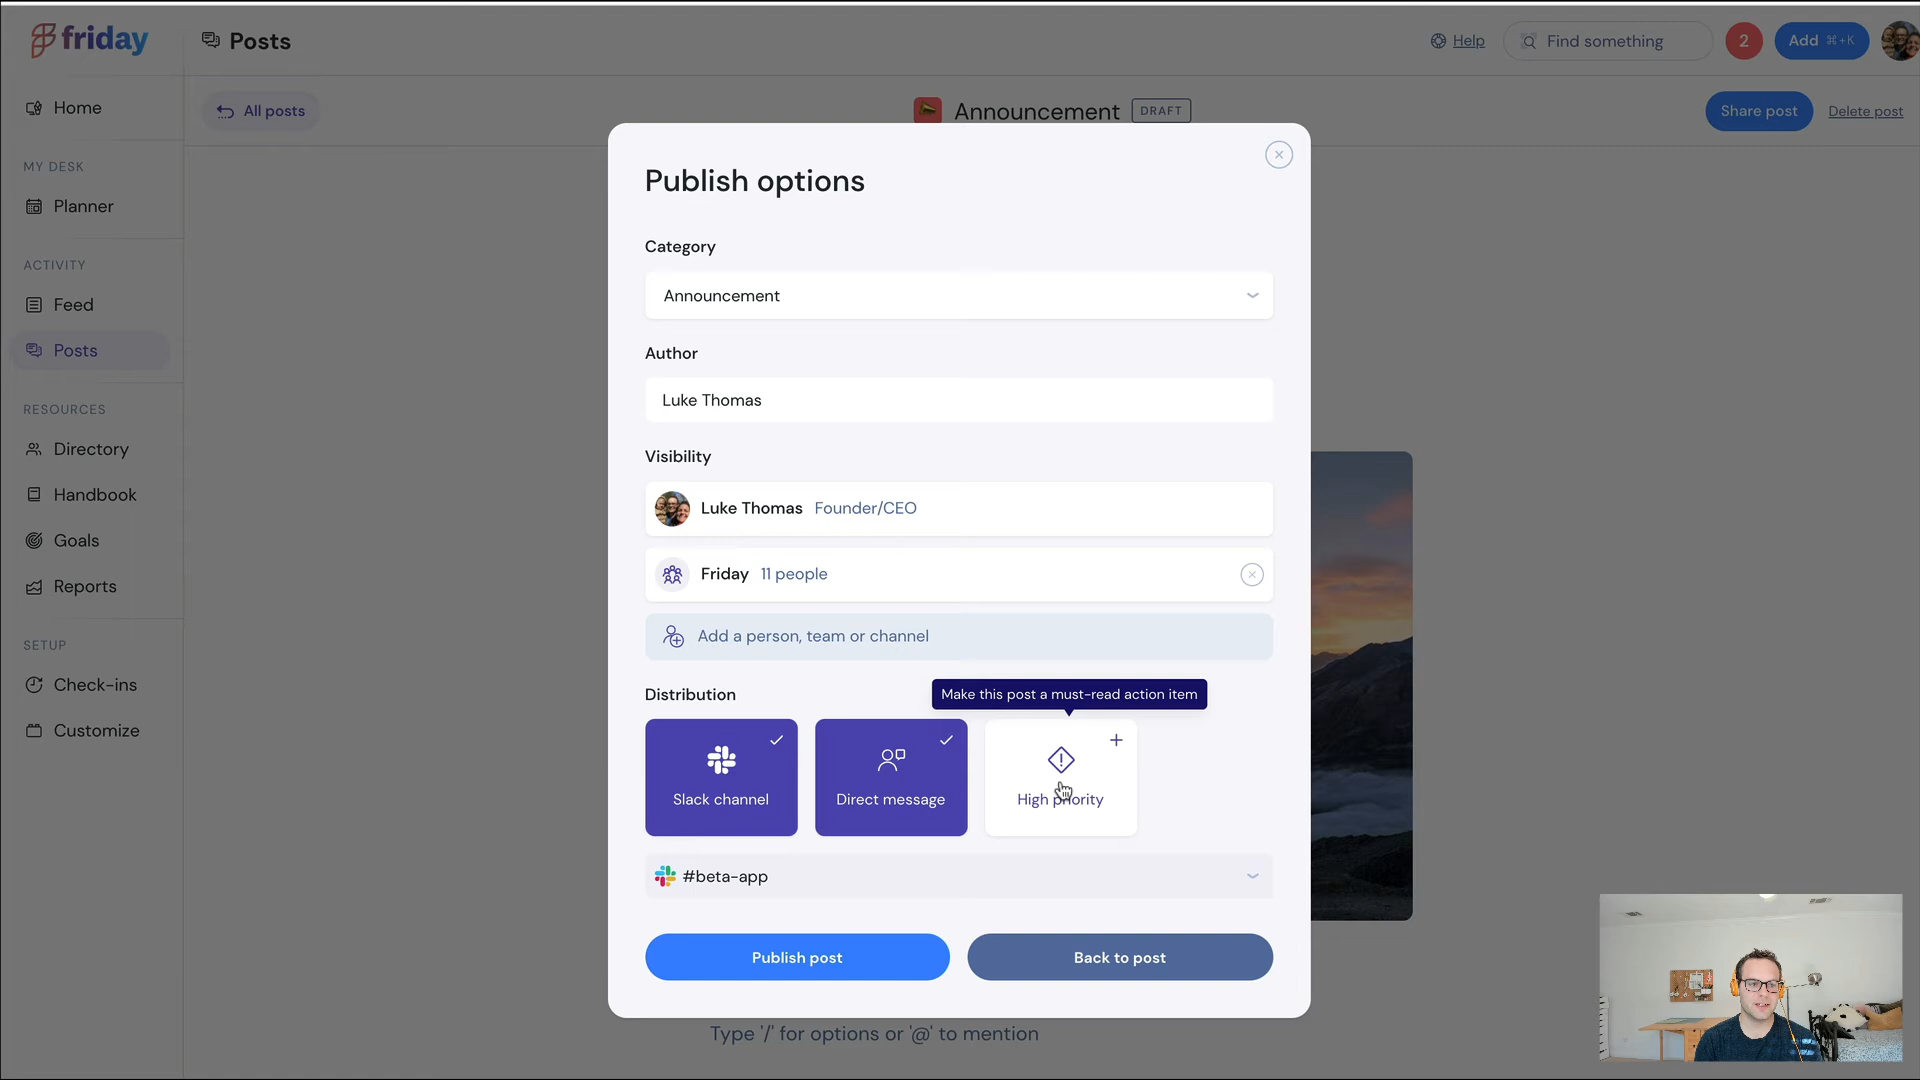 friday
Posts
Help
Find something
2
Add ⌘+K
Home
All posts
Announcement
DRAFT
Share post
Delete post
MY DESK
Planner
ACTIVITY
Feed
Posts
RESOURCES
Directory
Handbook
Goals
Reports
SETUP
Check-ins
Customize
Publish options
Category
Announcement
Author
Luke Thomas
Visibility
Luke Thomas Founder/CEO
Friday 11 people
Add a person, team or channel
Distribution
Make this post a must-read action item
Slack channel
Direct message
High priority
#beta-app
Publish post
Back to post
Type '/' for options or '@' to mention